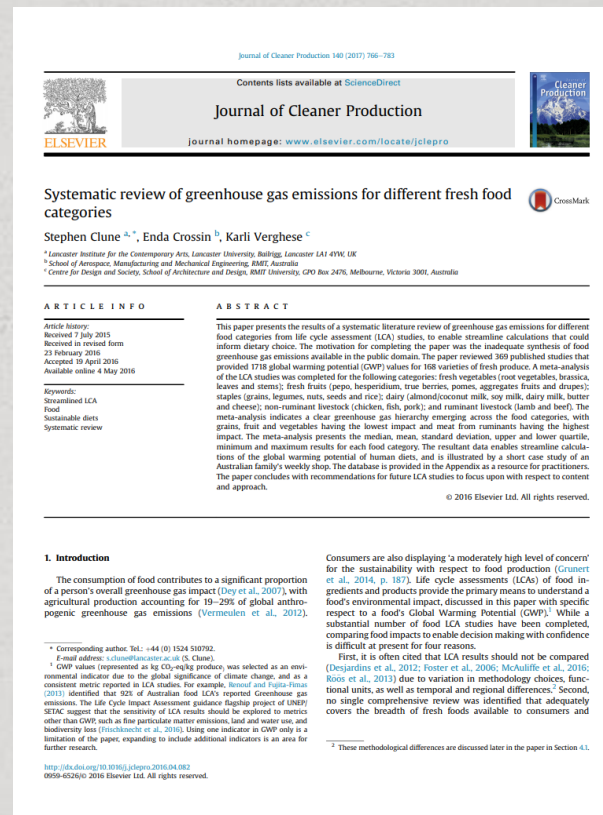 Journal of Cleaner Production 140 (2017) 766–783
Contents lists available at ScienceDirect
Journal of Cleaner Production
journal homepage: www.elsevier.com/locate/jclepro
ELSEVIER
Cleaner
Production
Systematic review of greenhouse gas emissions for different fresh food
categories
CrossMark
Stephen Clune a, *, Enda Crossin b, Karli Verghese c
a Lancaster Institute for the Contemporary Arts, Lancaster University, Bailrigg, Lancaster LA1 4YW, UK
b School of Aerospace, Manufacturing and Mechanical Engineering, RMIT, Australia
c Centre for Design and Society, School of Architecture and Design, RMIT University, GPO Box 2476, Melbourne, Victoria 3001, Australia
ARTICLE INFO
Article history:
Received 7 July 2015
Received in revised form
23 February 2016
Accepted 19 April 2016
Available online 4 May 2016
Keywords:
Streamlined LCA
Food
Sustainable diets
Systematic review
ABSTRACT
This paper presents the results of a systematic literature review of greenhouse gas emissions for different
food categories from life cycle assessment (LCA) studies, to enable streamline calculations that could
inform dietary choice. The motivation for completing the paper was the inadequate synthesis of food
greenhouse gas emissions available in the public domain. The paper reviewed 369 published studies that
provided 1718 global warming potential (GWP) values for 168 varieties of fresh produce. A meta-analysis
of the LCA studies was completed for the following categories: fresh vegetables (root vegetables, brassica,
leaves and stems); fresh fruits (pepo, hesperidium, true berries, pomes, aggregates fruits and drupes);
staples (grains, legumes, nuts, seeds and rice); dairy (almond/coconut milk, soy milk, dairy milk, butter
and cheese); non-ruminant livestock (chicken, fish, pork); and ruminant livestock (lamb and beef). The
meta-analysis indicates a clear greenhouse gas hierarchy emerging across the food categories, with
grains, fruit and vegetables having the lowest impact and meat from ruminants having the highest
impact. The meta-analysis presents the median, mean, standard deviation, upper and lower quartile,
minimum and maximum results for each food category. The resultant data enables streamline calcula-
tions of the global warming potential of human diets, and is illustrated by a short case study of an
Australian family's weekly shop. The database is provided in the Appendix as a resource for practitioners.
The paper concludes with recommendations for future LCA studies to focus upon with respect to content
and approach.
© 2016 Elsevier Ltd. All rights reserved.
1. Introduction
The consumption of food contributes to a significant proportion
of a person's overall greenhouse gas impact (Dey et al., 2007), with
agricultural production accounting for 19–29% of global anthro-
pogenic greenhouse gas emissions (Vermeulen et al., 2012).
* Corresponding author. Tel.: +44 (0) 1524 510792.
E-mail address: s.clune@lancaster.ac.uk (S. Clune).
1 GWP values (represented as kg CO2-eq/kg produce, was selected as an envi-
ronmental indicator due to the global significance of climate change, and as a
consistent metric reported in LCA studies. For example, Renouf and Fujita-Fimas
(2013) identified that 92% of Australian food LCA's reported Greenhouse gas
emissions. The Life Cycle Impact Assessment guidance flagship project of UNEP/
SETAC suggest that the sensitivity of LCA results should be explored to metrics
other than GWP, such as fine particulate matter emissions, land and water use, and
biodiversity loss (Frischknecht et al., 2016). Using one indicator in GWP only is a
limitation of the paper, expanding to include additional indicators is an area for
further research.
Consumers are also displaying 'a moderately high level of concern'
for the sustainability with respect to food production (Grunert
et al., 2014, p. 187). Life cycle assessments (LCAs) of food in-
gredients and products provide the primary means to understand a
food's environmental impact, discussed in this paper with specific
respect to a food's Global Warming Potential (GWP).1 While a
substantial number of food LCA studies have been completed,
comparing food impacts to enable decision making with confidence
is difficult at present for four reasons.
First, it is often cited that LCA results should not be compared
(Desjardins et al., 2012; Foster et al., 2006; McAuliffe et al., 2016;
Röös et al., 2013) due to variation in methodology choices, func-
tional units, as well as temporal and regional differences.2 Second,
no single comprehensive review was identified that adequately
covers the breadth of fresh foods available to consumers and
2 These methodological differences are discussed later in the paper in Section 4.1.
http://dx.doi.org/10.1016/j.jclepro.2016.04.082
0959-6526/© 2016 Elsevier Ltd. All rights reserved.